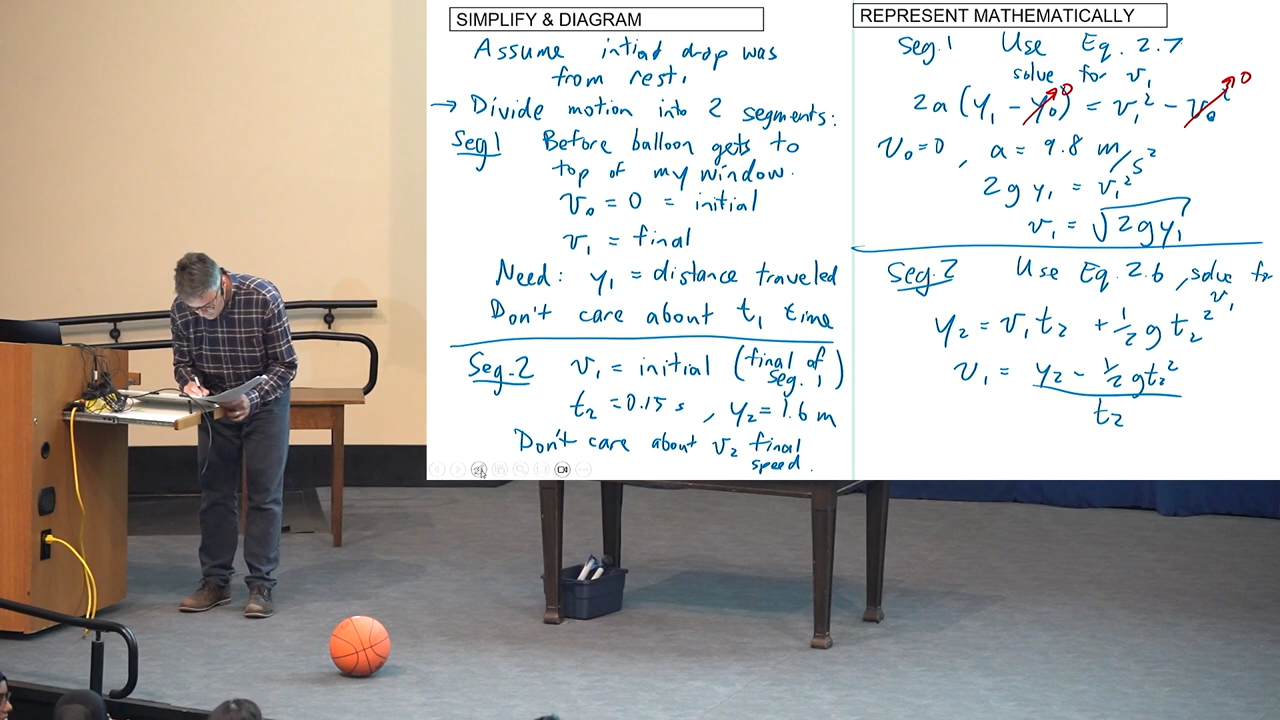 SIMPLIFY & DIAGRAM
Assume intial drop was
from rest.
→ Divide motion into 2 segments:
Seg 1 Before balloon gets to
top of my window.
v₀ = 0 = initial
v₁ = final
Need: y₁ = distance traveled
Don't care about t₁ time
Seg. 2 v₁ = initial (final of
Seg. 1)
t₂ = 0.15 s, y₂ = 1.6 m
Don't care about v₂ final
speed.
REPRESENT MATHEMATICALLY
Seg. 1 Use Eq. 2.7
solve for v₁
2a (y₁ - y₀) = v₁² - v₀²
0 0
v₀ = 0, a = 9.8 m/s²
2 g y₁ = v₁²
v₁ = √2gy₁
Seg. 2 Use Eq. 2.6, solve for
v₁
y₂ = v₁t₂ + ½ g t₂²
v₁ = y₂ - ½ gt₂²
t₂